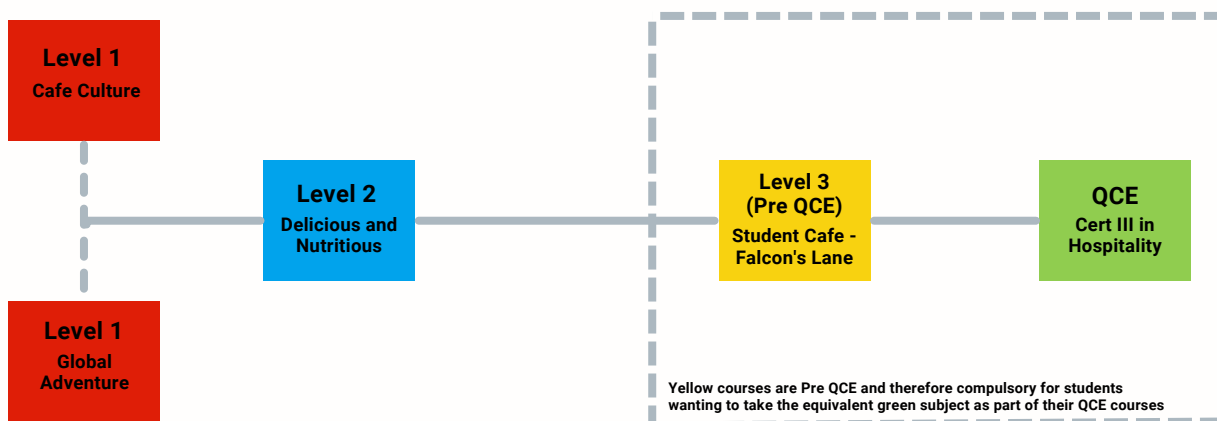 Level 1
Cafe Culture
Level 1
Global
Adventure
Level 2
Delicious and
Nutritious
Level 3
(Pre QCE)
Student Cafe -
Falcon's Lane
QCE
Cert III in
Hospitality
Yellow courses are Pre QCE and therefore compulsory for students
wanting to take the equivalent green subject as part of their QCE courses